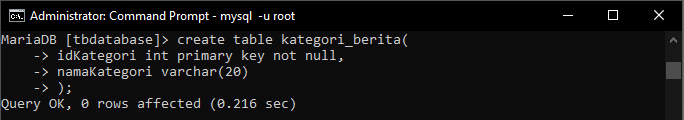 Administrator: Command Prompt - mysql -u root
MariaDB [tbdatabase]> create table kategori_berita(
-> idKategori int primary key not null,
-> namaKategori varchar(20)
-> );
Query OK, 0 rows affected (0.216 sec)